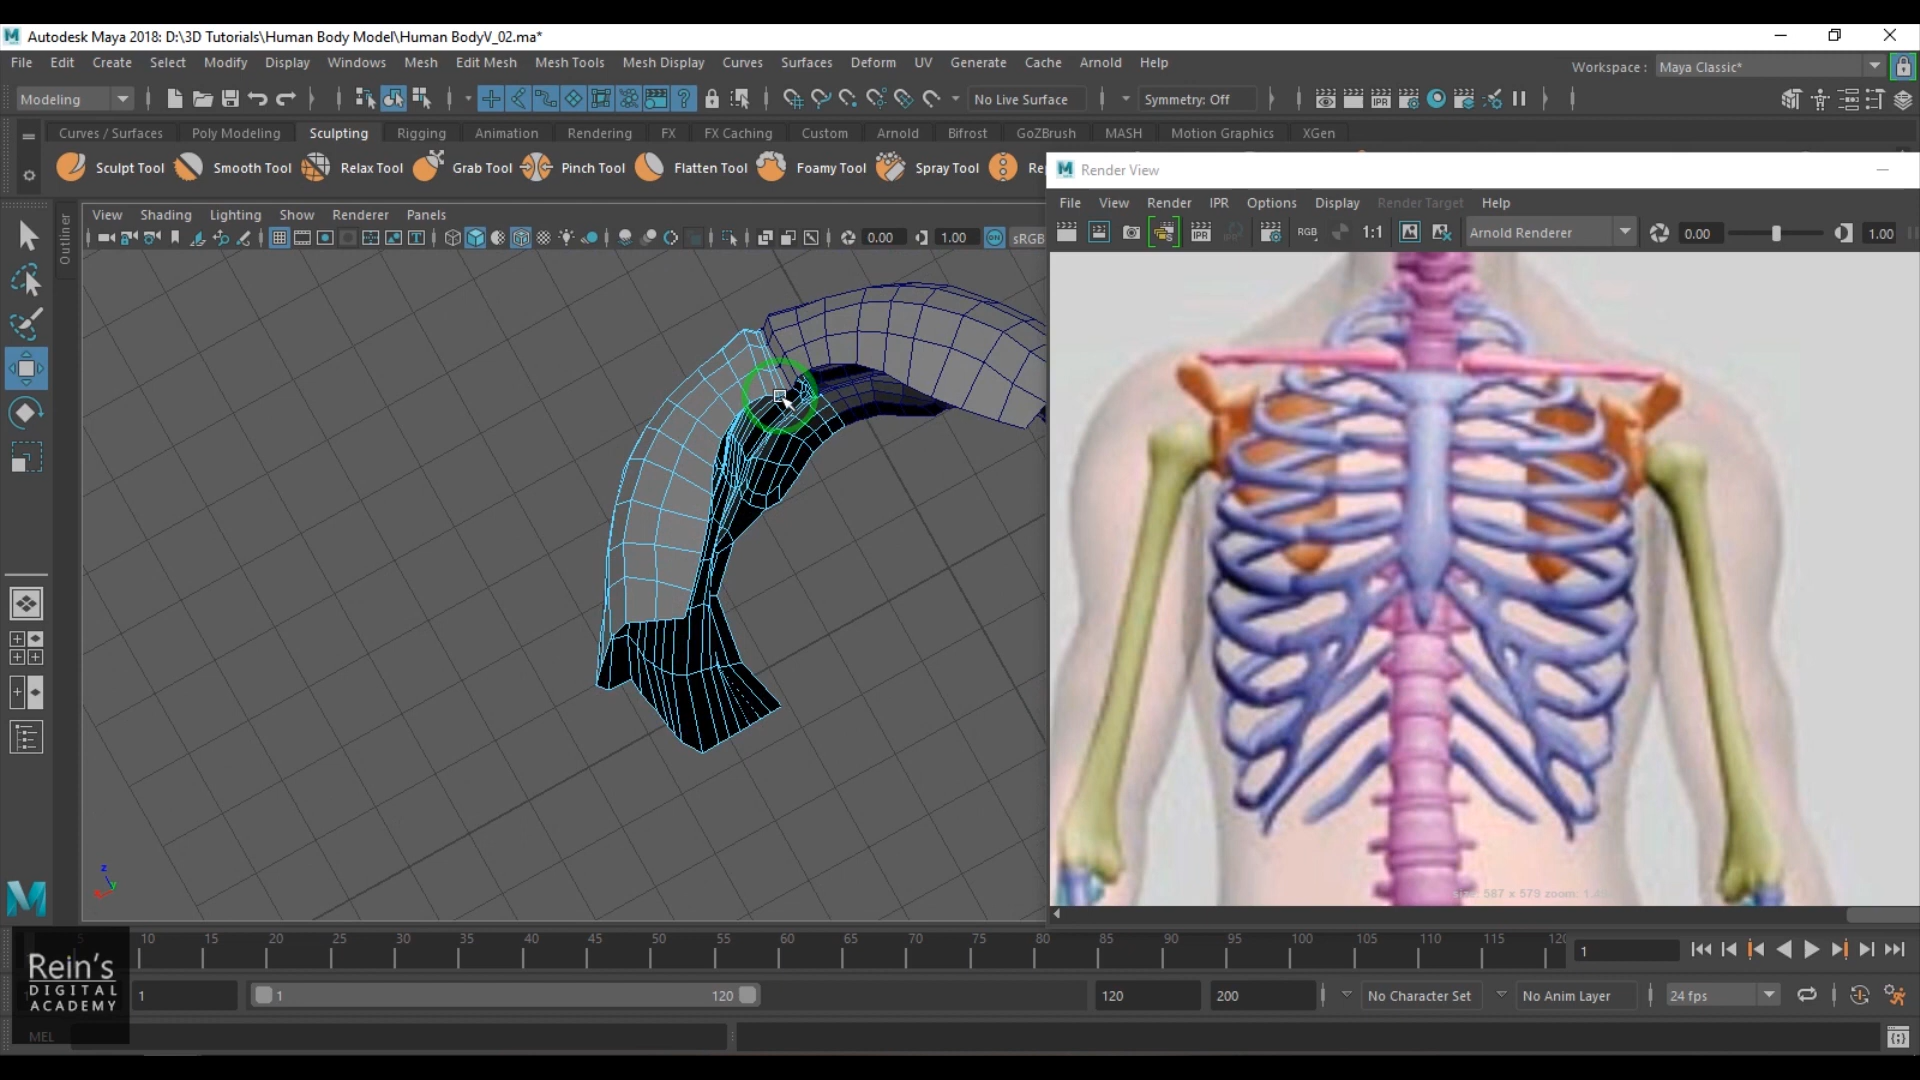 Autodesk Maya 2018: D:\3D Tutorials\Human Body Model\Human BodyV_02.ma*
File Edit Create Select Modify Display Windows Mesh Edit Mesh Mesh Tools Mesh Display Curves Surfaces Deform UV Generate Cache Arnold Help
Workspace : Maya Classic*
Modeling No Live Surface Symmetry: Off
Curves / Surfaces Poly Modeling Sculpting Rigging Animation Rendering FX FX Caching Custom Arnold Bifrost GoZBrush MASH Motion Graphics XGen
Sculpt Tool Smooth Tool Relax Tool Grab Tool Pinch Tool Flatten Tool Foamy Tool Spray Tool Re
Outliner
View Shading Lighting Show Renderer Panels
0.00 1.00 sRGB
Render View
File View Render IPR Options Display Render Target Help
IPR RGB 1:1 Arnold Renderer 0.00 1.00
5 10 15 20 25 30 35 40 45 50 55 60 65 70 75 80 85 90 95 100 105 110 115 120
1
Rein's
DIGITAL
ACADEMY
1 1 120 120 200 No Character Set No Anim Layer 24 fps
MEL